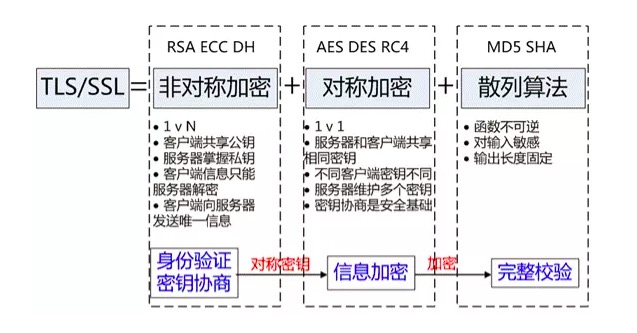 RSA ECC DH
AES DES RC4
MD5 SHA
TLS/SSL=
非对称加密
+
对称加密
+
散列算法
• 1 v N
• 客户端共享公钥
• 服务器掌握私钥
• 客户端信息只能
服务器解密
• 客户端向服务器
发送唯一信息
• 1 v 1
• 服务器和客户端共享
相同密钥
• 不同客户端密钥不同
• 服务器维护多个密钥
• 密钥协商是安全基础
• 函数不可逆
• 对输入敏感
• 输出长度固定
身份验证
密钥协商
对称密钥
信息加密
加密
完整校验